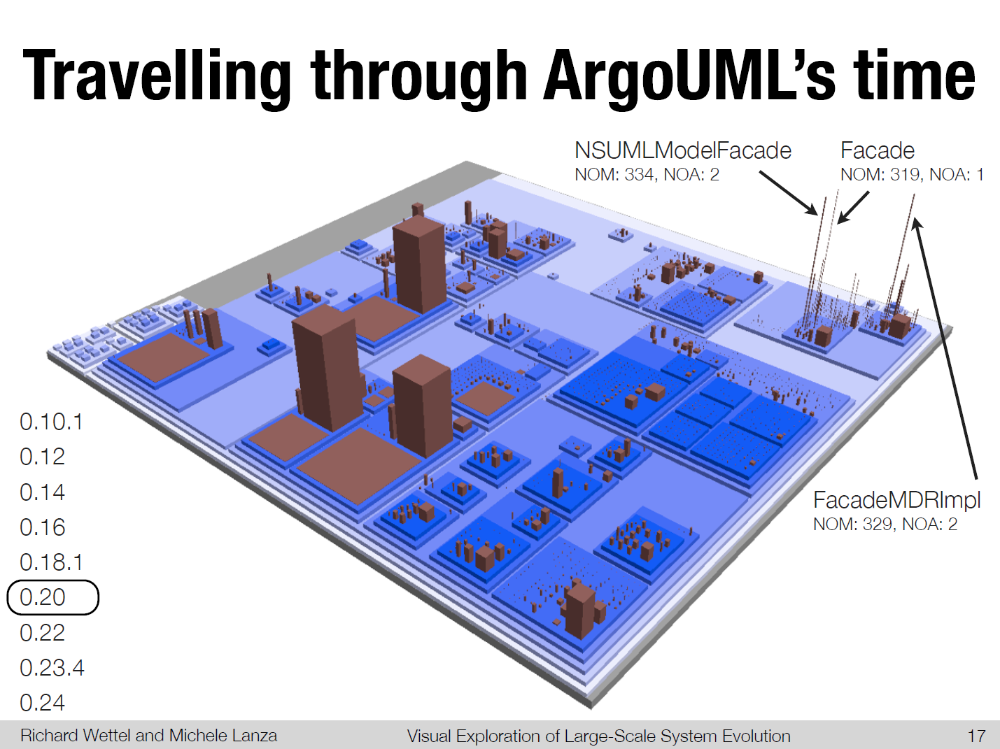 Travelling through ArgoUML's time
NSUMLModelFacade
NOM: 334, NOA: 2
Facade
NOM: 319, NOA: 1
FacadeMDRImpl
NOM: 329, NOA: 2
0.10.1
0.12
0.14
0.16
0.18.1
0.20
0.22
0.23.4
0.24
Richard Wettel and Michele Lanza
Visual Exploration of Large-Scale System Evolution
17